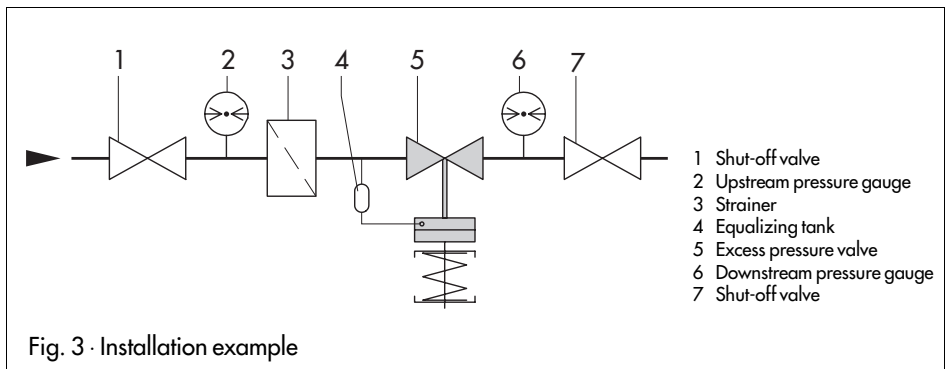 1 2 3 4 5 6 7
1 Shut-off valve
2 Upstream pressure gauge
3 Strainer
4 Equalizing tank
5 Excess pressure valve
6 Downstream pressure gauge
7 Shut-off valve
Fig. 3 · Installation example